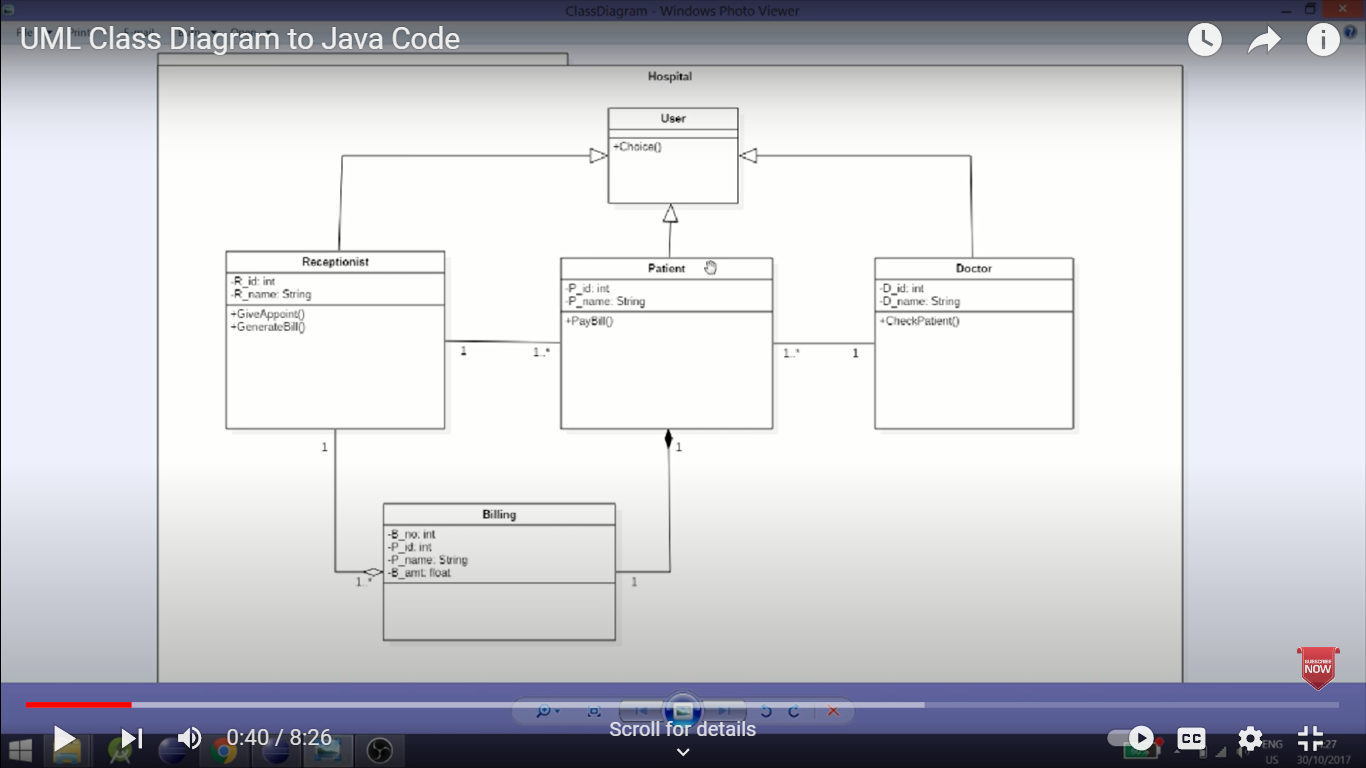 ClassDiagram - Windows Photo Viewer
UML Class Diagram to Java Code
Hospital
User
+Choice()
Receptionist
-R_id: int
-R_name: String
+GiveAppoint()
+GenerateBill()
Patient
-P_id: int
-P_name: String
+PayBill()
Doctor
-D_id: int
-D_name: String
+CheckPatient()
1
1..*
1..*
1
1
1
Billing
-B_no: int
-P_id: int
-P_name: String
-B_amt: float
1..*
1
SUBSCRIBE
NOW
0:40 / 8:26
Scroll for details
CC
ENG
US
30/10/2017